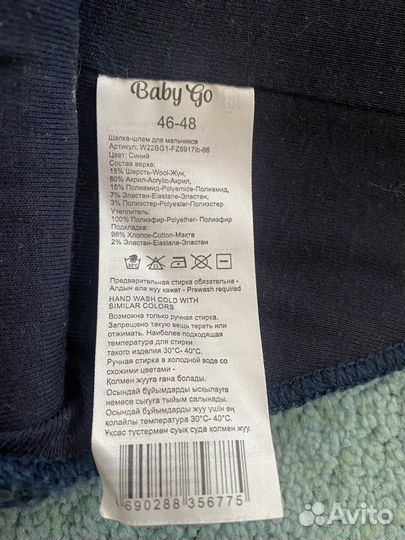 Baby Go
46-48
Шапка-шлем для мальчиков
Артикул: W22BG1-FZ6917ib-66
Цвет: Синий
Состав верха:
15% Шерсть-Wool-Жүн,
60% Акрил-Acrylic-Акрил,
15% Полиамид-Polyamide-Полиамид,
7% Эластан-Elastane-Эластан,
3% Полиэстер-Polyester-Полиэстер
Утеплитель:
100% Полиэфир-Polyether- Полиэфир
Подкладка:
98% Хлопок-Cotton-Мақта
2% Эластан-Elastane-Эластан
Предварительная стирка обязательна -
Алдын ала жуу қажет - Prewash required
HAND WASH COLD WITH
SIMILAR COLORS
Возможна только ручная стирка.
Запрещено такую вещь тереть или
отжимать. Наиболее подходящая
температура для стирки
такого изделия 30°C- 40°C.
Стирка в холодной воде со
схожими цветами -
Қолмен жууға ғана болады.
Осындай бұйымдарды ысқылауға
немесе сығуға тыйым салынады.
Осындай бұйымдарды жуу үшін ең
қолайлы температура 30°C- 40°C.
Ұқсас түстермен суық суда қолмен жуу.
690288 356775
Avito